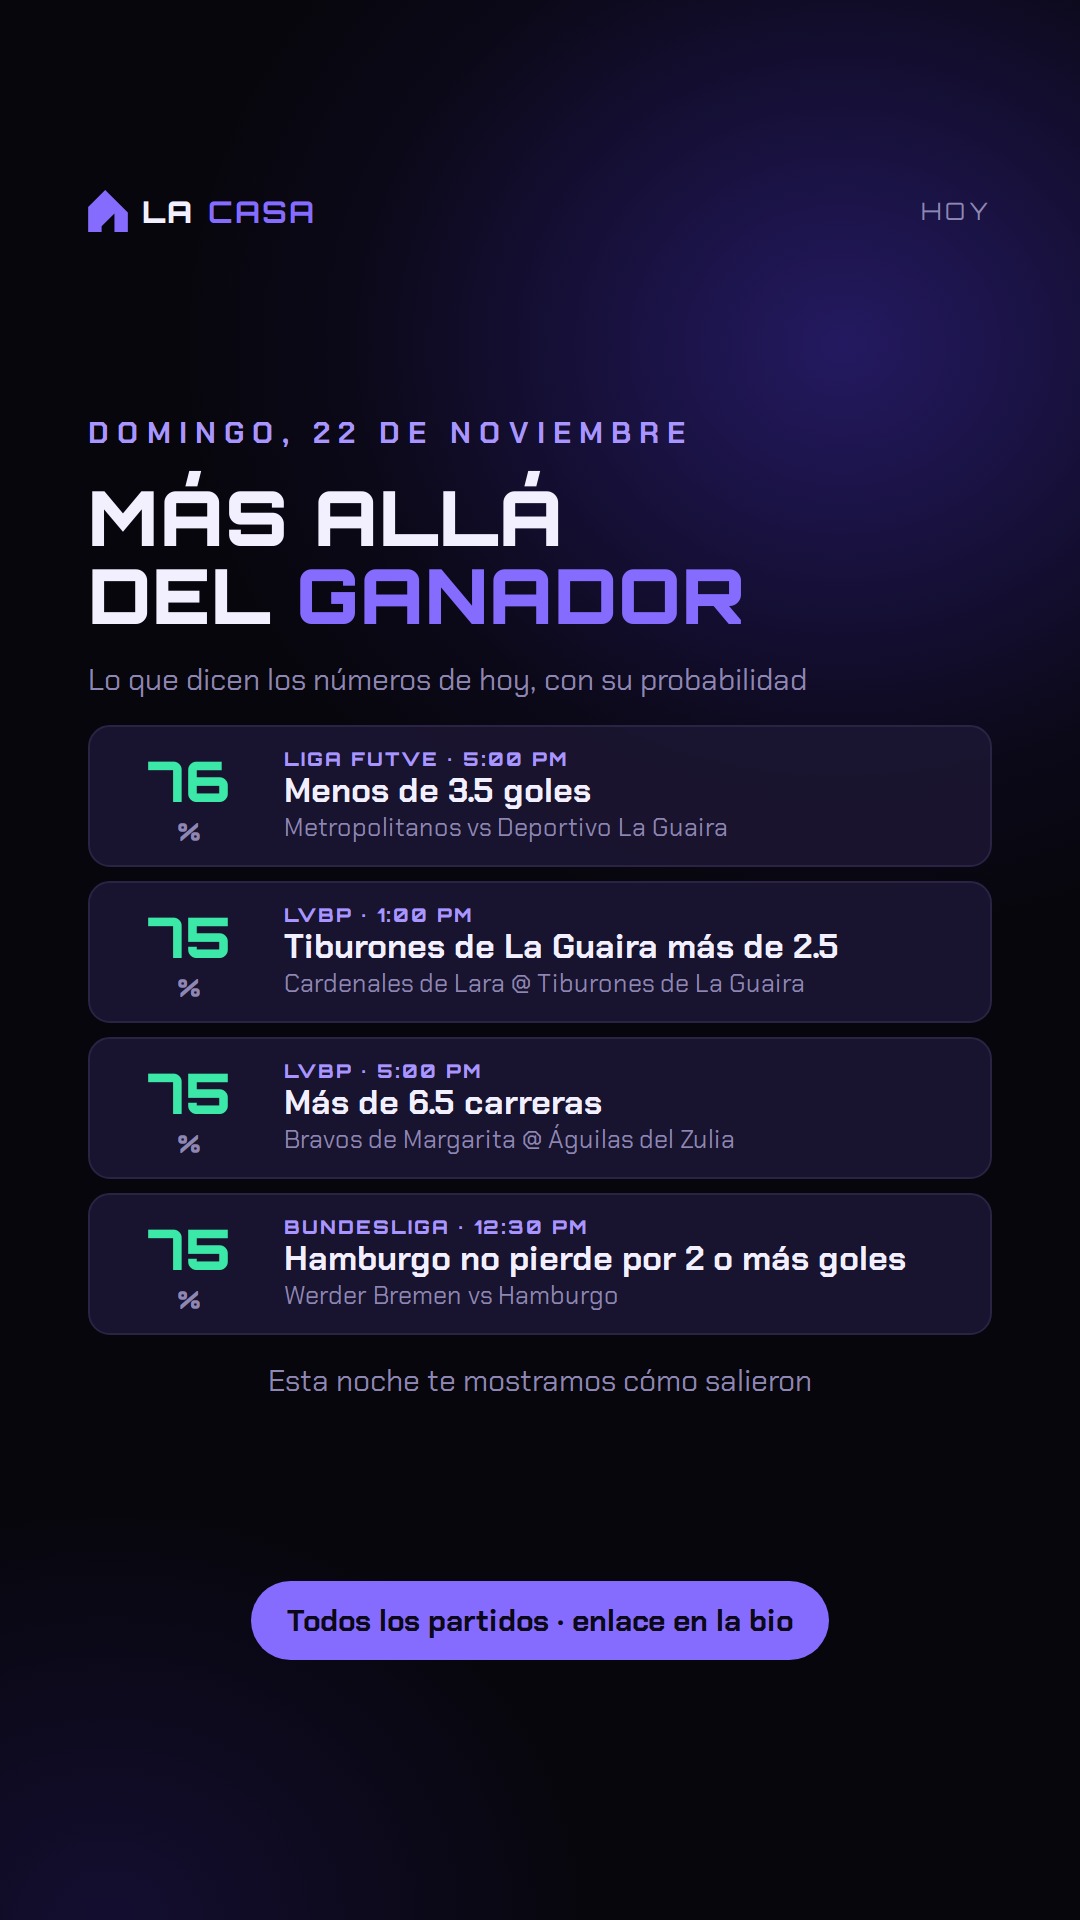 LA CASA
HOY
DOMINGO, 22 DE NOVIEMBRE
MÁS ALLÁ
DEL GANADOR
Lo que dicen los números de hoy, con su probabilidad
76
%
LIGA FUTVE · 5:00 PM
Menos de 3.5 goles
Metropolitanos vs Deportivo La Guaira
75
%
LVBP · 1:00 PM
Tiburones de La Guaira más de 2.5
Cardenales de Lara @ Tiburones de La Guaira
75
%
LVBP · 5:00 PM
Más de 6.5 carreras
Bravos de Margarita @ Águilas del Zulia
75
%
BUNDESLIGA · 12:30 PM
Hamburgo no pierde por 2 o más goles
Werder Bremen vs Hamburgo
Esta noche te mostramos cómo salieron
Todos los partidos · enlace en la bio